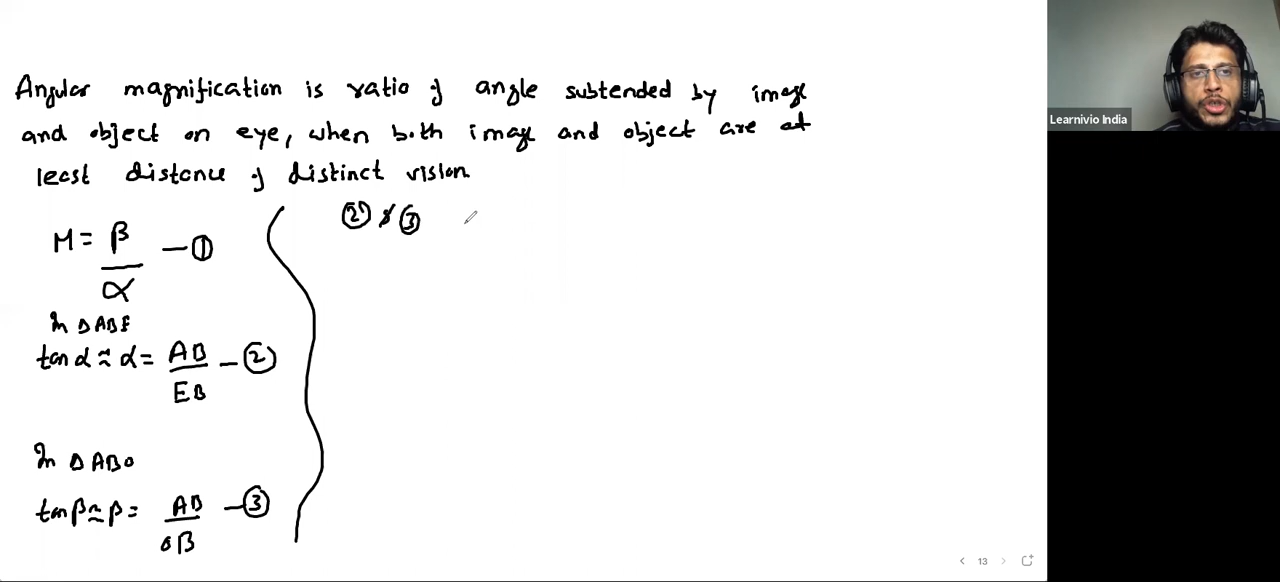 Angular magnification is ratio of angle subtended by image
and object on eye, when both image and object are at
least distance of distinct vision
② & ③
M = β/α — ①
In Δ ABE
tan α ≈ α = AB/EB — ②
In Δ ABO
tan β ≈ β = AB/OB — ③
Learnivio India
< 13 >